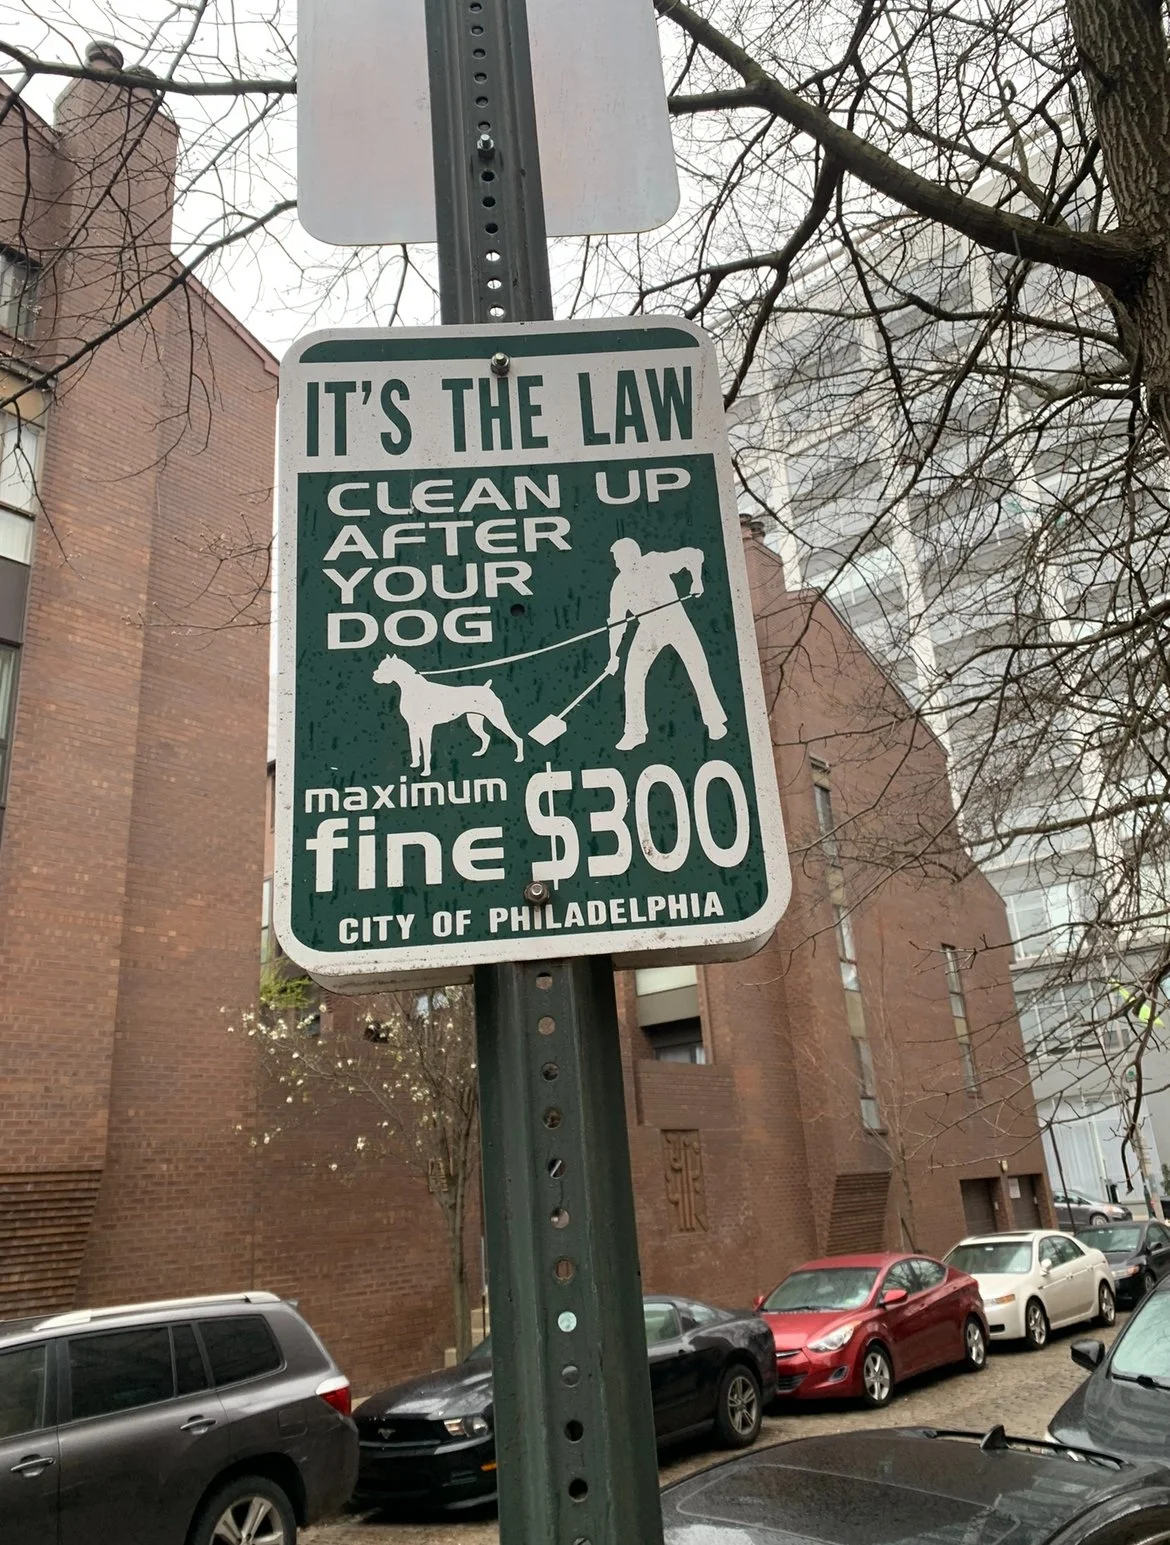 IT'S THE LAW
CLEAN UP
AFTER
YOUR
DOG
maximum
fine $300
CITY OF PHILADELPHIA